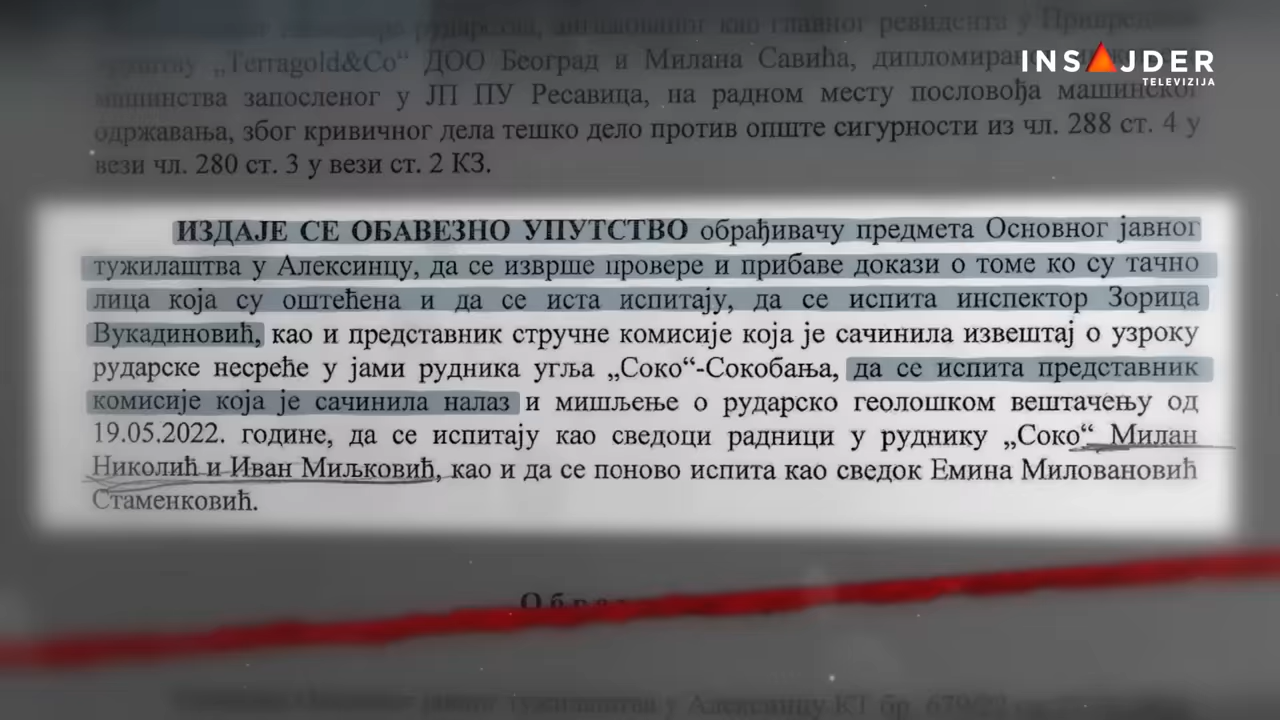 рударства, ангажованог као главног ревидента у Привредном
друштву „Terragold&Co“ ДОО Београд и Милана Савића,
INSAJDER
TELEVIZIJA
машинства запосленог у ЈП ПУ Ресавица, на радном месту пословођа машинског
одржавања, због кривичног дела тешко дело против опште сигурности из чл. 288 ст. 4 у
вези чл. 280 ст. 3 у вези ст. 2 КЗ.
ИЗДАЈЕ СЕ ОБАВЕЗНО УПУТСТВО обрађивачу предмета Основног јавног
тужилаштва у Алексинцу, да се изврше провере и прибаве докази о томе ко су тачно
лица која су оштећена и да се иста испитају, да се испита инспектор Зорица
Вукадиновић, као и представник стручне комисије која је сачинила извештај о узроку
рударске несреће у јами рудника угља „Соко“-Сокобања, да се испита представник
комисије која је сачинила налаз и мишљење о рударско геолошком вештачењу од
19.05.2022. године, да се испитају као сведоци радници у руднику „Соко“ Милан
Николић и Иван Миљковић, као и да се поново испита као сведок Емина Миловановић
Стаменковић.
тужилаштва у Алексинцу КТ бр. 679/22